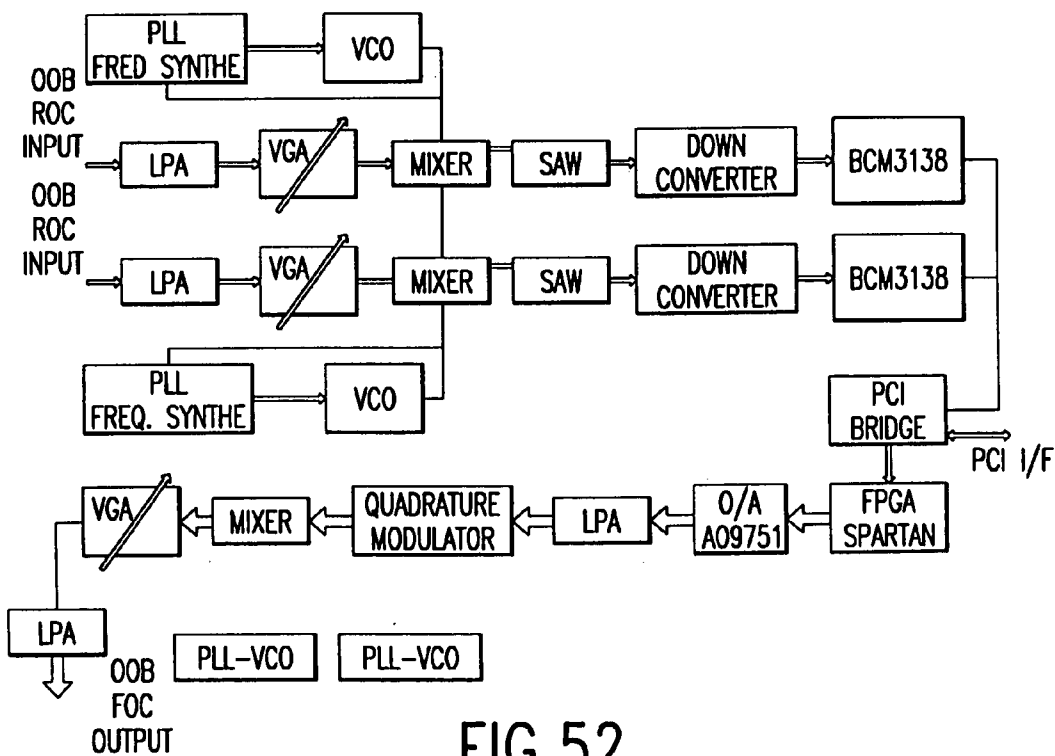 PLL
FRED SYNTHE
VCO
OOB
ROC
INPUT
LPA
VGA
MIXER
SAW
DOWN
CONVERTER
BCM3138
OOB
ROC
INPUT
LPA
VGA
MIXER
SAW
DOWN
CONVERTER
BCM3138
PLL
FREQ. SYNTHE
VCO
PCI
BRIDGE
PCI I/F
VGA
MIXER
QUADRATURE
MODULATOR
LPA
O/A
AO9751
FPGA
SPARTAN
LPA
OOB
FOC
OUTPUT
PLL-VCO
PLL-VCO
FIG.52